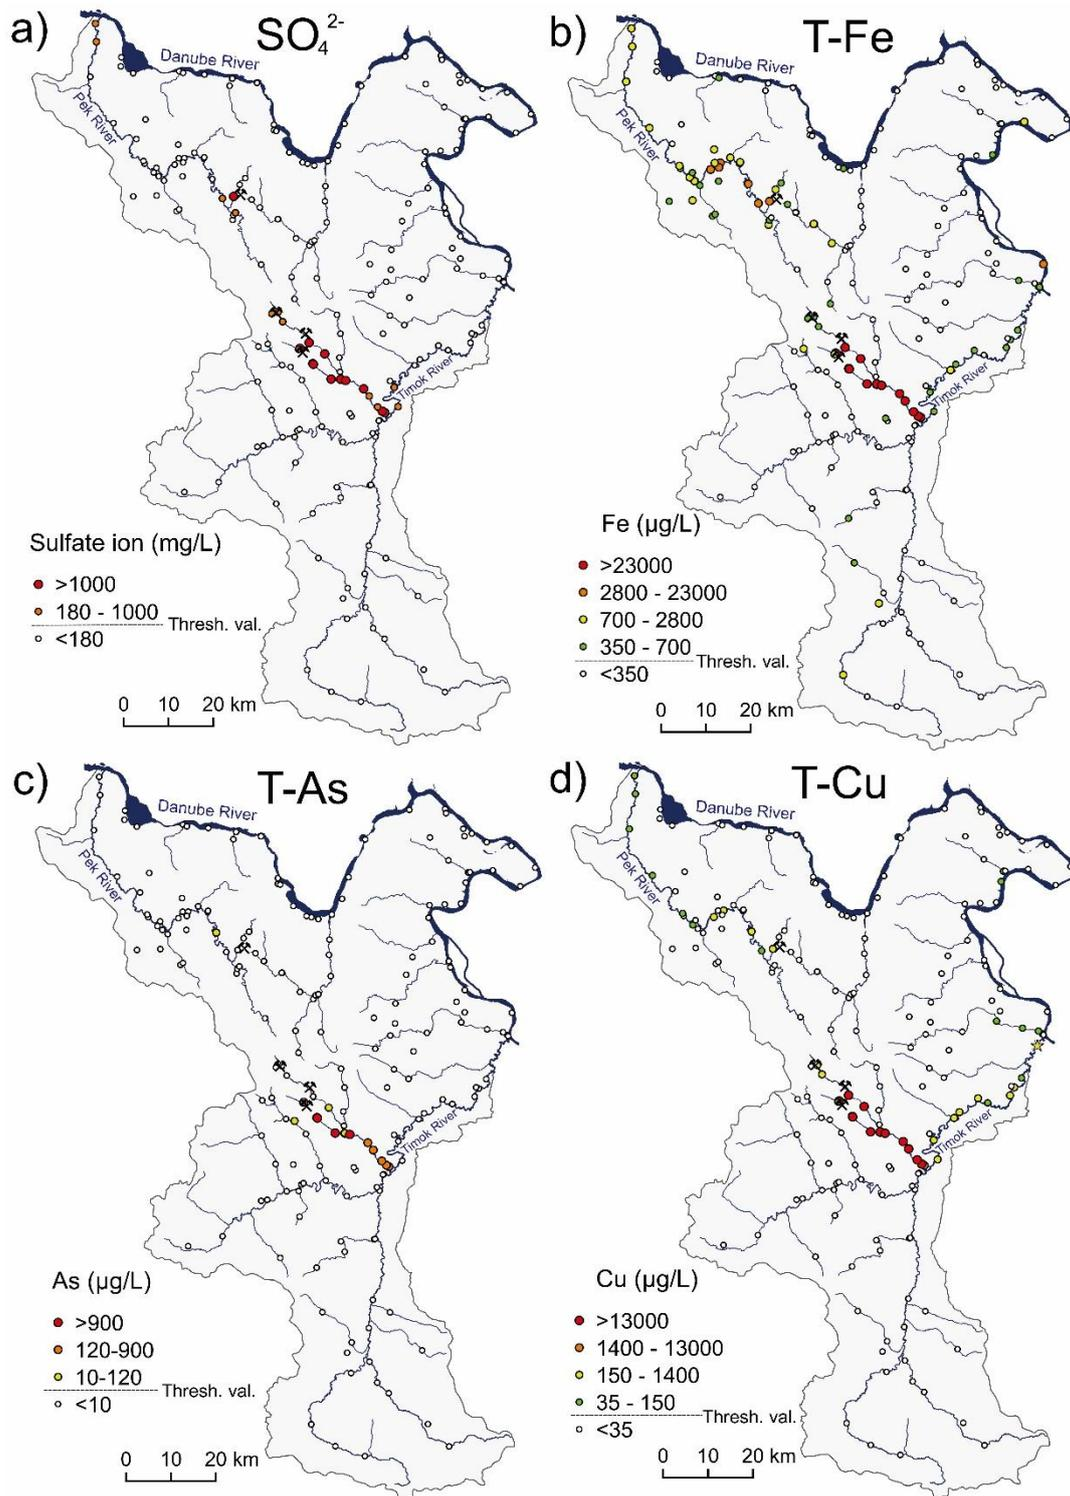 a)
SO₄²⁻
Danube River
Pek River
Timok River
Sulfate ion (mg/L)
>1000
180 - 1000
Thresh. val.
<180
0 10 20 km
b)
T-Fe
Danube River
Pek River
Timok River
Fe (µg/L)
>23000
2800 - 23000
700 - 2800
350 - 700
Thresh. val.
<350
0 10 20 km
c)
T-As
Danube River
Pek River
Timok River
As (µg/L)
>900
120-900
10-120
Thresh. val.
<10
0 10 20 km
d)
T-Cu
Danube River
Pek River
Timok River
Cu (µg/L)
>13000
1400 - 13000
150 - 1400
35 - 150
Thresh. val.
<35
0 10 20 km